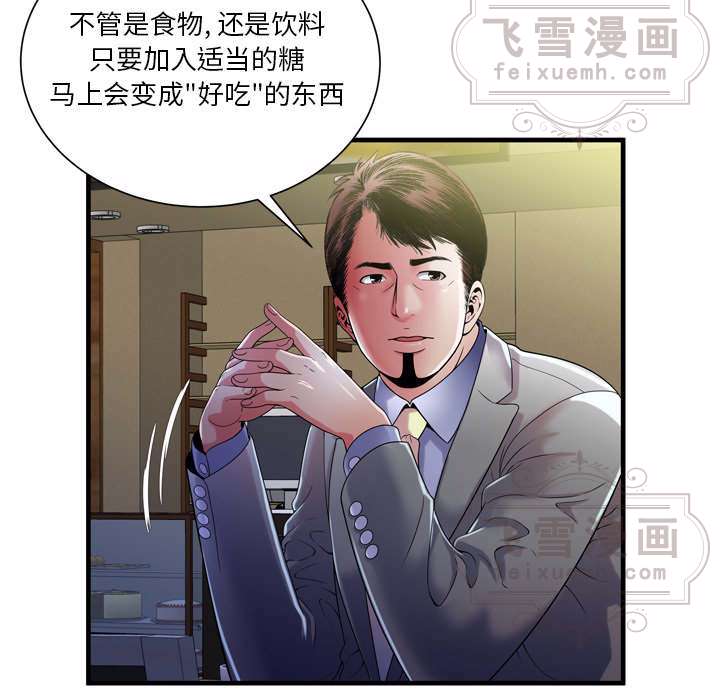 不管是食物, 还是饮料
只要加入适当的糖
马上会变成"好吃"的东西
飞雪漫画
feixuemh.com
飞雪漫画
feixuemh.com